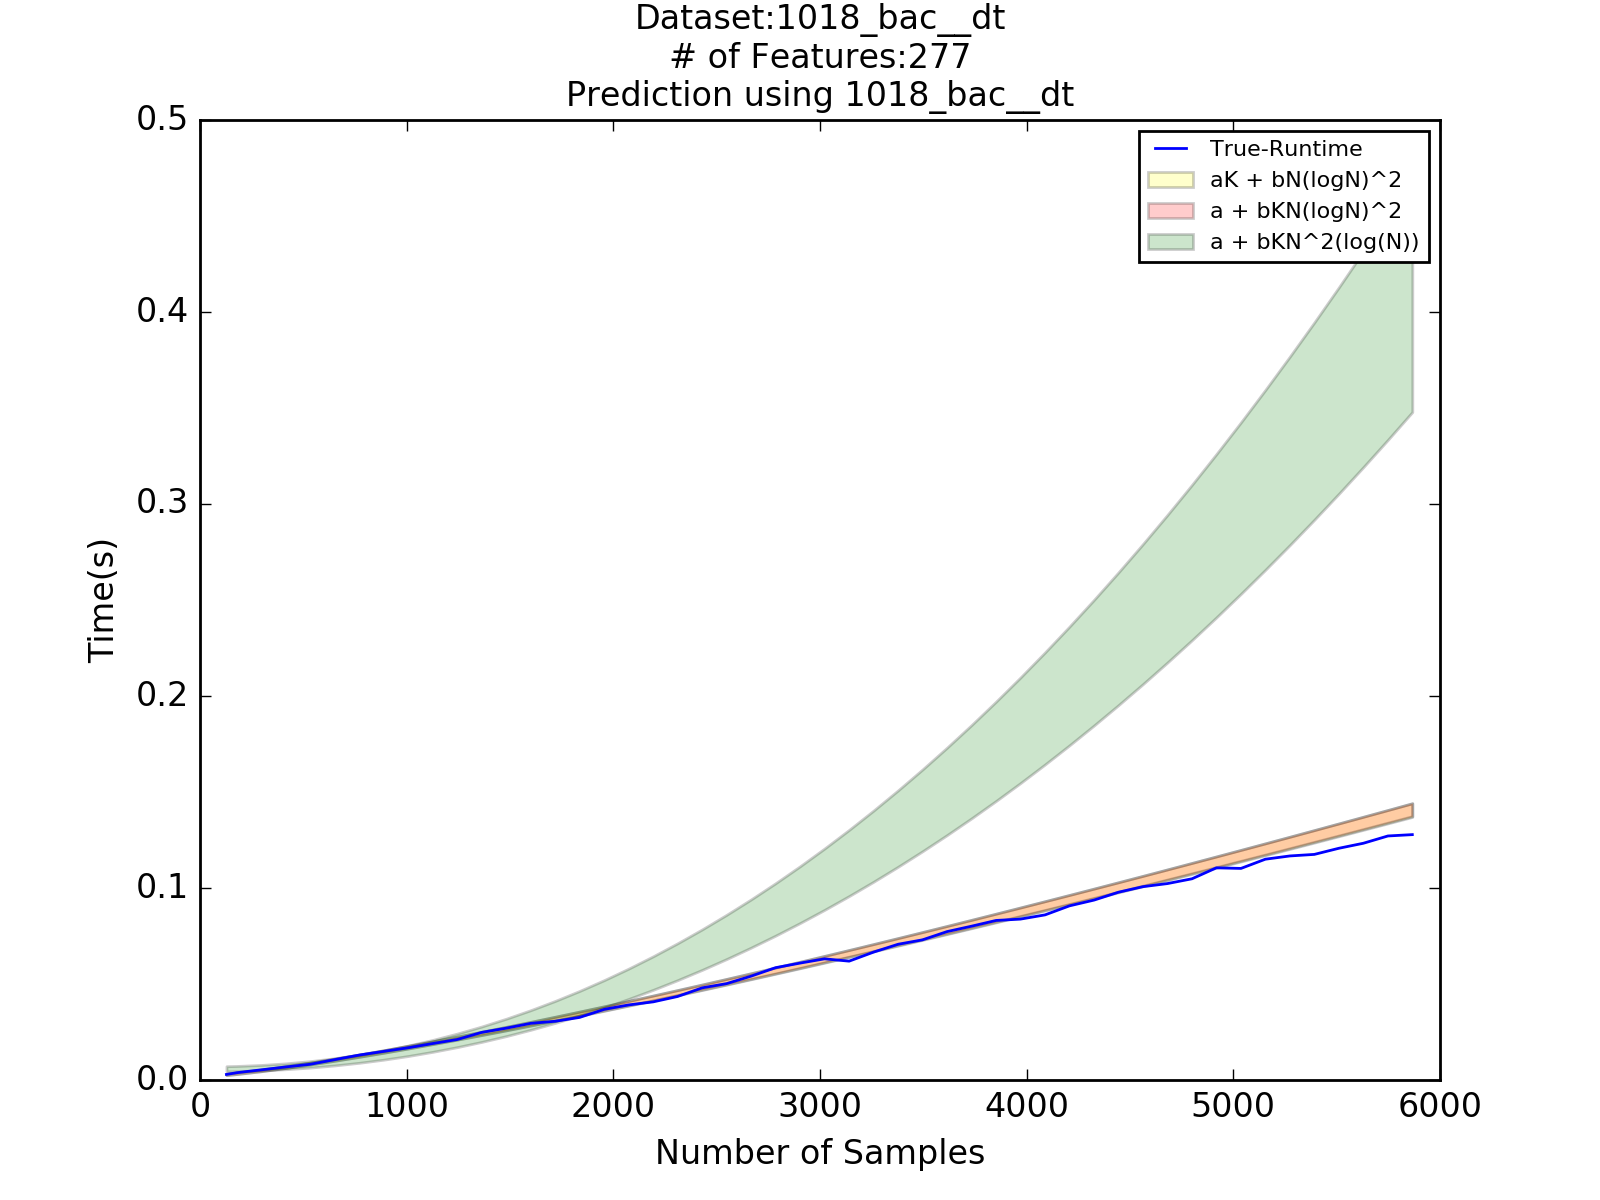 Dataset:1018_bac__dt
# of Features:277
Prediction using 1018_bac__dt
True-Runtime
aK + bN(logN)^2
a + bKN(logN)^2
a + bKN^2(log(N))
0.5
0.4
0.3
0.2
0.1
0.0
Time(s)
0 1000 2000 3000 4000 5000 6000
Number of Samples